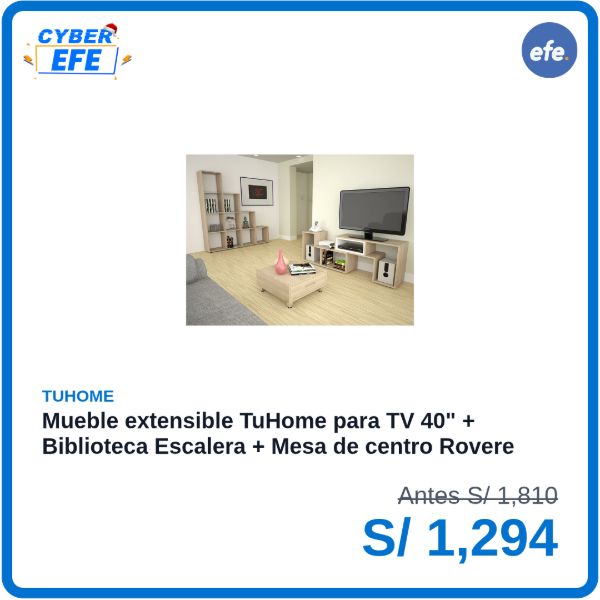 CYBER
EFE
efe.
TUHOME
Mueble extensible TuHome para TV 40" +
Biblioteca Escalera + Mesa de centro Rovere
Antes S/ 1,810
S/ 1,294